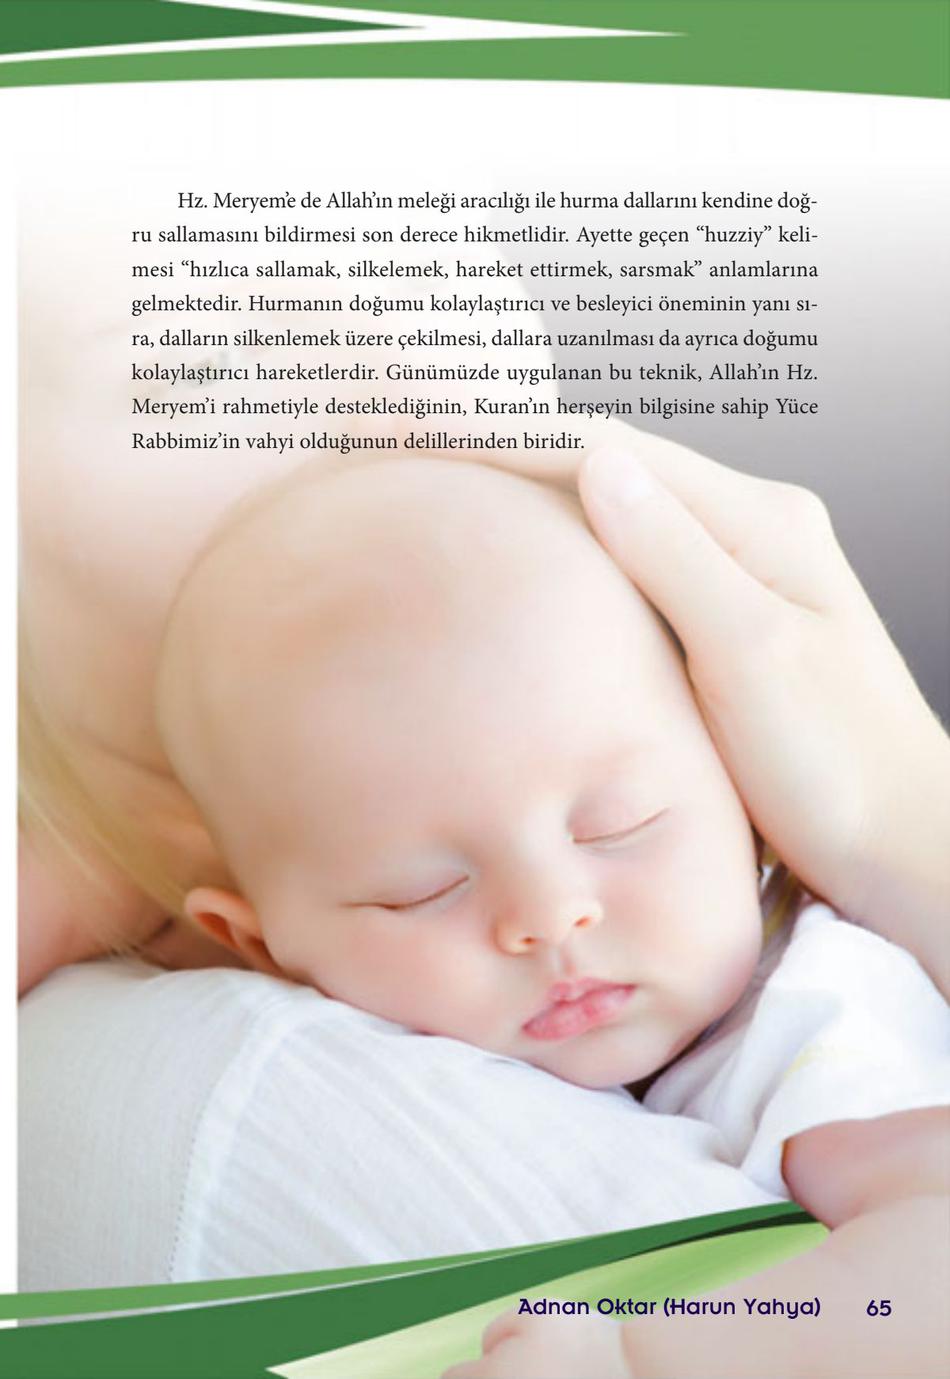 Hz. Meryem’e de Allah’ın meleği aracılığı ile hurma dallarını kendine doğ-
ru sallamasını bildirmesi son derece hikmetlidir. Ayette geçen “huzziy” keli-
mesi “hızlıca sallamak, silkelemek, hareket ettirmek, sarsmak” anlamlarına
gelmektedir. Hurmanın doğumu kolaylaştırıcı ve besleyici öneminin yanı sı-
ra, dalların silkenlemek üzere çekilmesi, dallara uzanılması da ayrıca doğumu
kolaylaştırıcı hareketlerdir. Günümüzde uygulanan bu teknik, Allah’ın Hz.
Meryem’i rahmetiyle desteklediğinin, Kuran’ın herşeyin bilgisine sahip Yüce
Rabbimiz’in vahyi olduğunun delillerinden biridir.
Adnan Oktar (Harun Yahya) 65